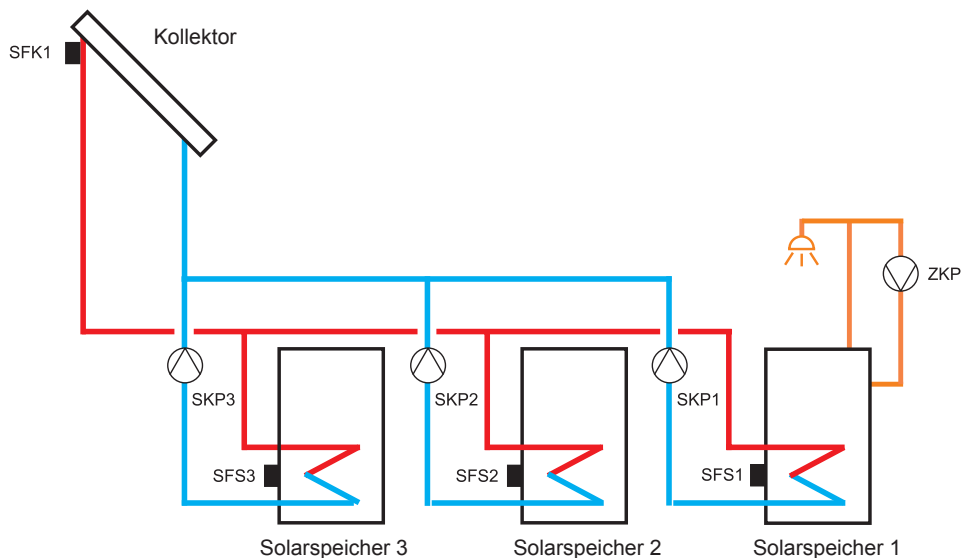 Kollektor
SFK1
ZKP
SKP3
SKP2
SKP1
SFS3
SFS2
SFS1
Solarspeicher 3
Solarspeicher 2
Solarspeicher 1